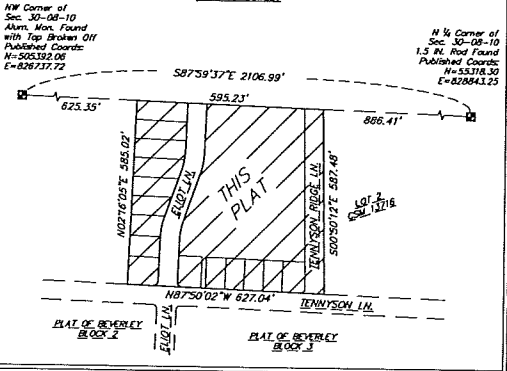 NW Corner of
Sec. 30-08-10
Alum. Mon. Found
with Top Broken Off
Published Coords:
N=505392.06
E=826737.72
N ¼ Corner of
Sec. 30-08-10
1.5 IN. Rod Found
Published Coords:
N=55318.30
E=828843.25
S87°59'37"E 2106.99'
625.35'
595.23'
886.41'
N02°16'05"E 585.02'
ELIOT LN.
THIS
PLAT
TENNYSON RIDGE LN.
S00°50'12"E 587.48'
LOT 2
CSM 13716
N87°50'02"W 627.04'
TENNYSON LN.
PLAT OF BEVERLEY
BLOCK 2
ELIOT LN.
PLAT OF BEVERLEY
BLOCK 3